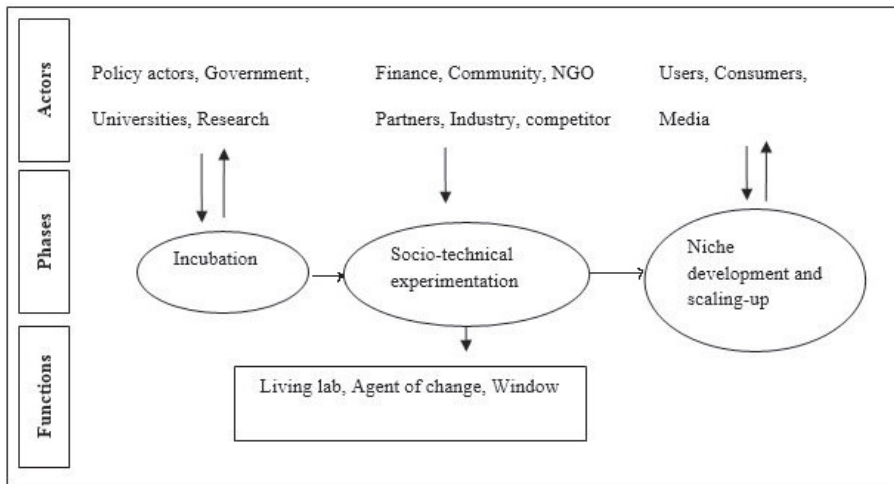 Actors
Policy actors, Government,
Universities, Research
Finance, Community, NGO
Partners, Industry, competitor
Users, Consumers,
Media
Phases
Incubation
Socio-technical
experimentation
Niche
development and
scaling-up
Functions
Living lab, Agent of change, Window